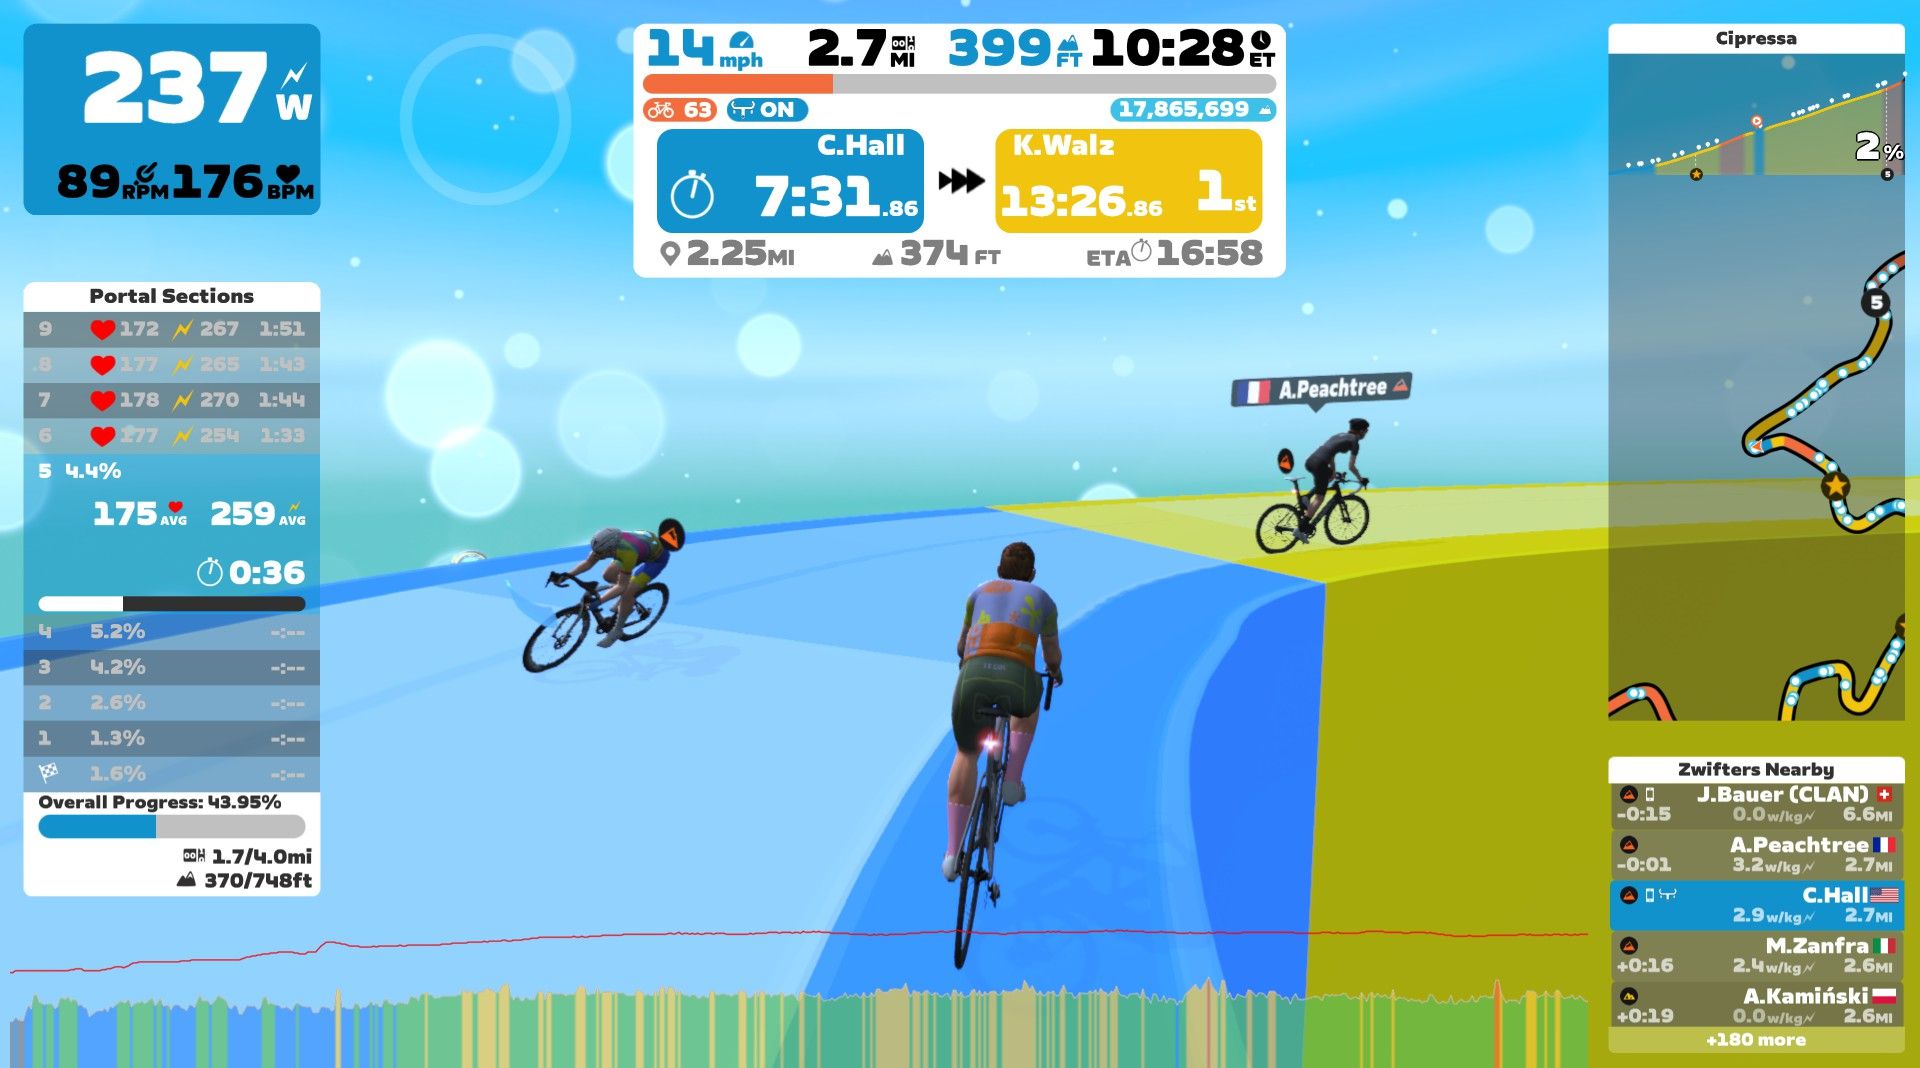 237 W
89 RPM 176 BPM
14 mph 2.7 MI 399 FT 10:28 ET
63 ON 17,865,699
C.Hall
7:31.86
K.Walz
13:26.86 1st
2.25MI 374 FT ETA 16:58
Portal Sections
9 172 267 1:51
8 177 265 1:43
7 178 270 1:44
6 177 254 1:33
5 4.4%
175 AVG 259 AVG
0:36
4 5.2% -:--
3 4.2% -:--
2 2.6% -:--
1 1.3% -:--
1.6% -:--
Overall Progress: 43.95%
1.7/4.0mi
370/748ft
A.Peachtree
Cipressa
2%
5
5
Zwifters Nearby
J.Bauer (CLAN)
-0:15 0.0w/kg 6.6MI
A.Peachtree
-0:01 3.2w/kg 2.7MI
C.Hall
2.9w/kg 2.7MI
M.Zanfra
+0:16 2.4w/kg 2.6MI
A.Kamiński
+0:19 0.0w/kg 2.6MI
+180 more